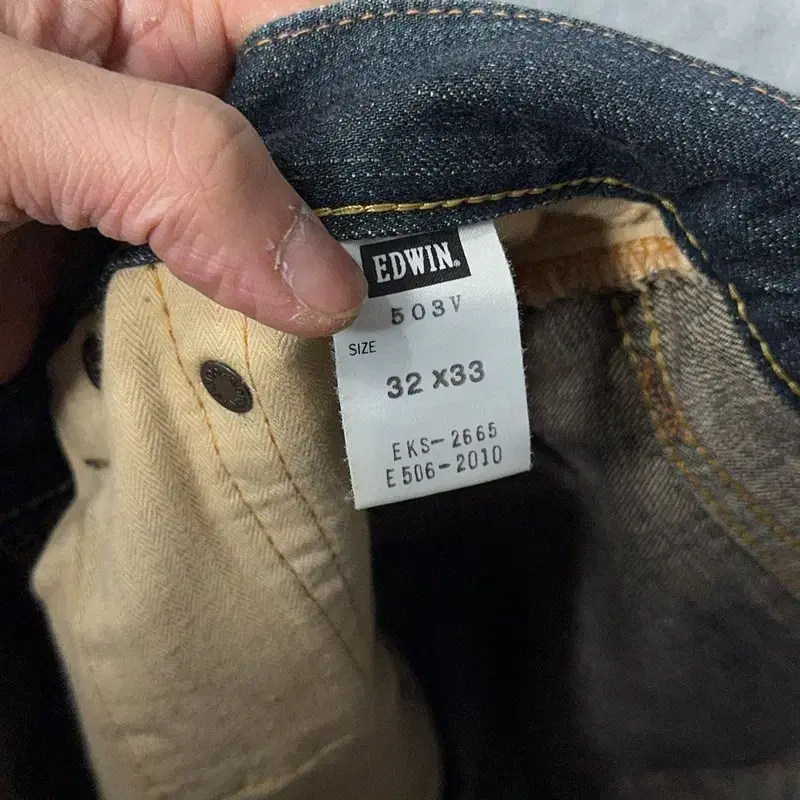 EDWIN.
503V
SIZE
32 X33
EKS-2665
E506-2010